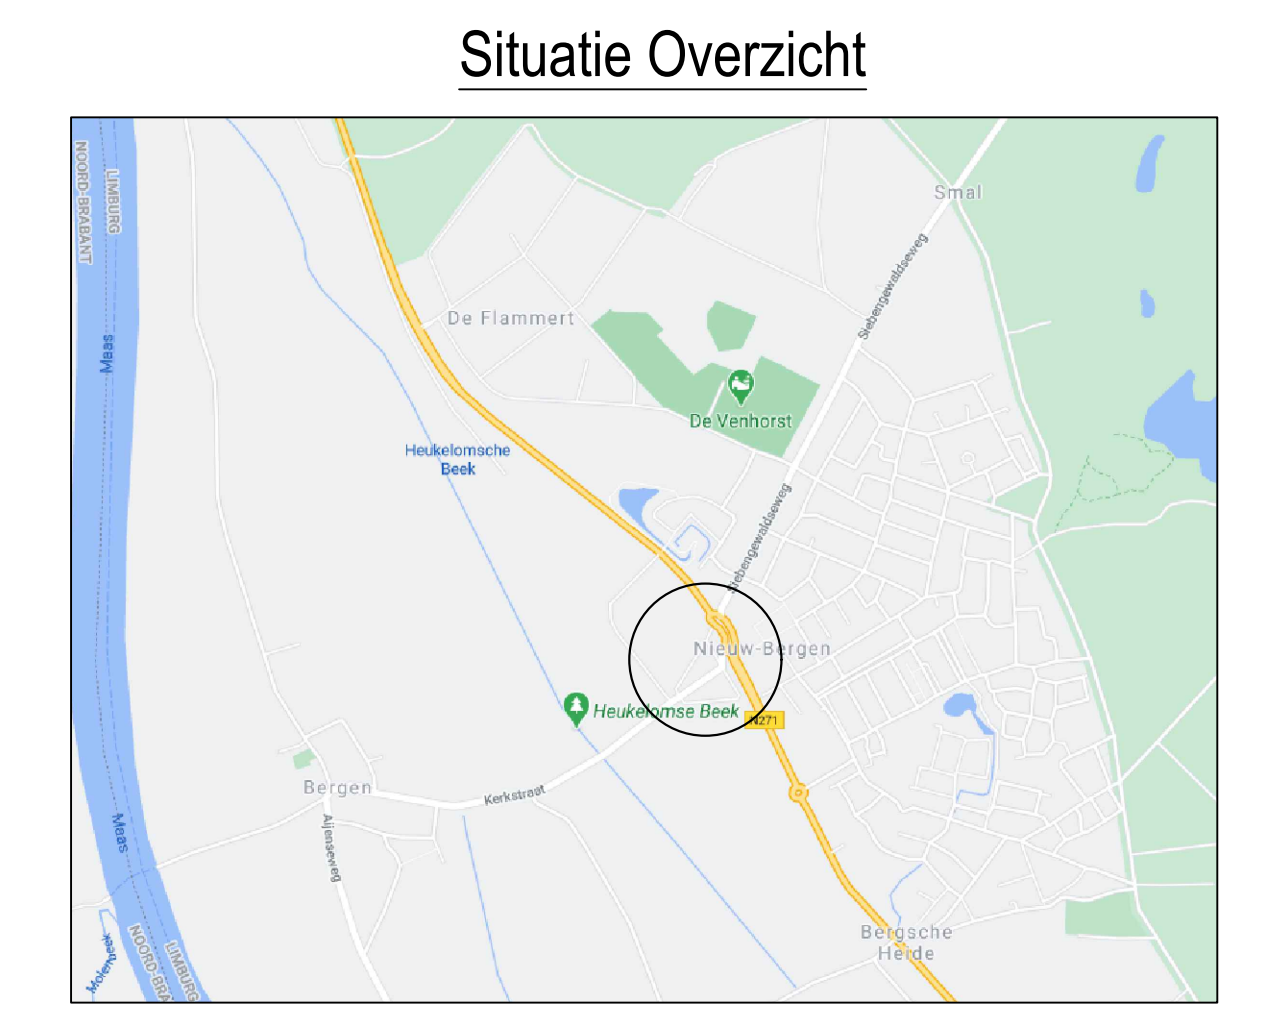 Situatie Overzicht
NOORD-BRABANT
LIMBURG
Smal
Siebengewaldseweg
De Flammert
Maas
De Venhorst
Heukelomsche
Beek
Siebengewaldseweg
Nieuw-Bergen
Heukelomse Beek
N271
Bergen
Kerkstraat
Maas
Aijenseweg
Bergsche
Heide
Molenbeek
NOORD-BRA
LIMBURG